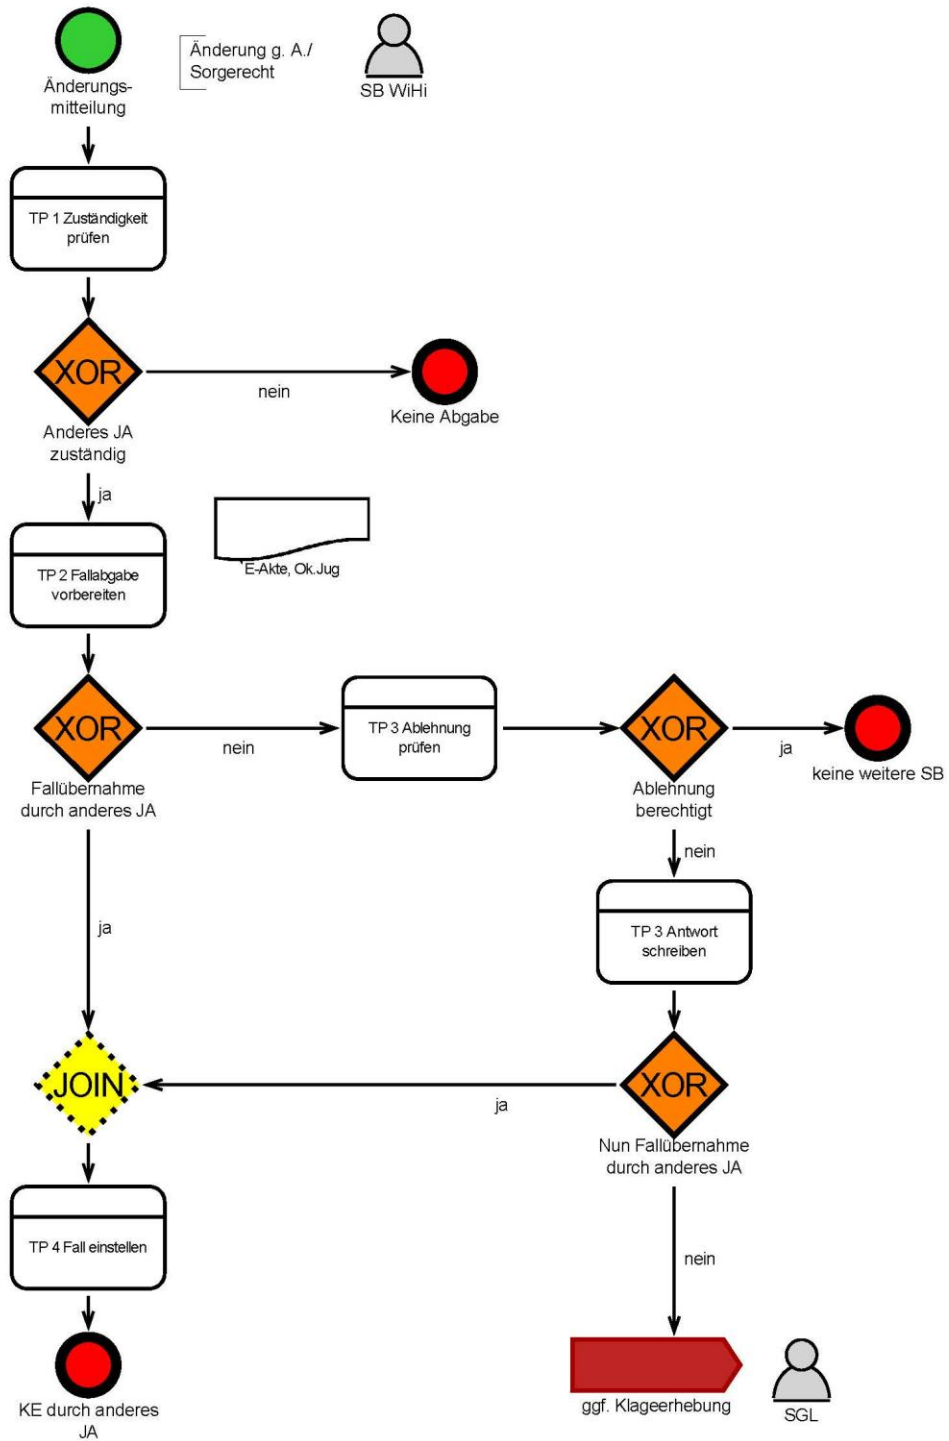 Änderungs-
mitteilung
Änderung g. A./
Sorgerecht
SB WiHi
TP 1 Zuständigkeit
prüfen
XOR
nein
Keine Abgabe
Anderes JA
zuständig
ja
TP 2 Fallabgabe
vorbereiten
E-Akte, Ok.Jug
XOR
nein
TP 3 Ablehnung
prüfen
XOR
ja
keine weitere SB
Fallübernahme
durch anderes JA
Ablehnung
berechtigt
nein
ja
TP 3 Antwort
schreiben
JOIN
ja
XOR
Nun Fallübernahme
durch anderes JA
TP 4 Fall einstellen
nein
KE durch anderes
JA
ggf. Klageerhebung
SGL